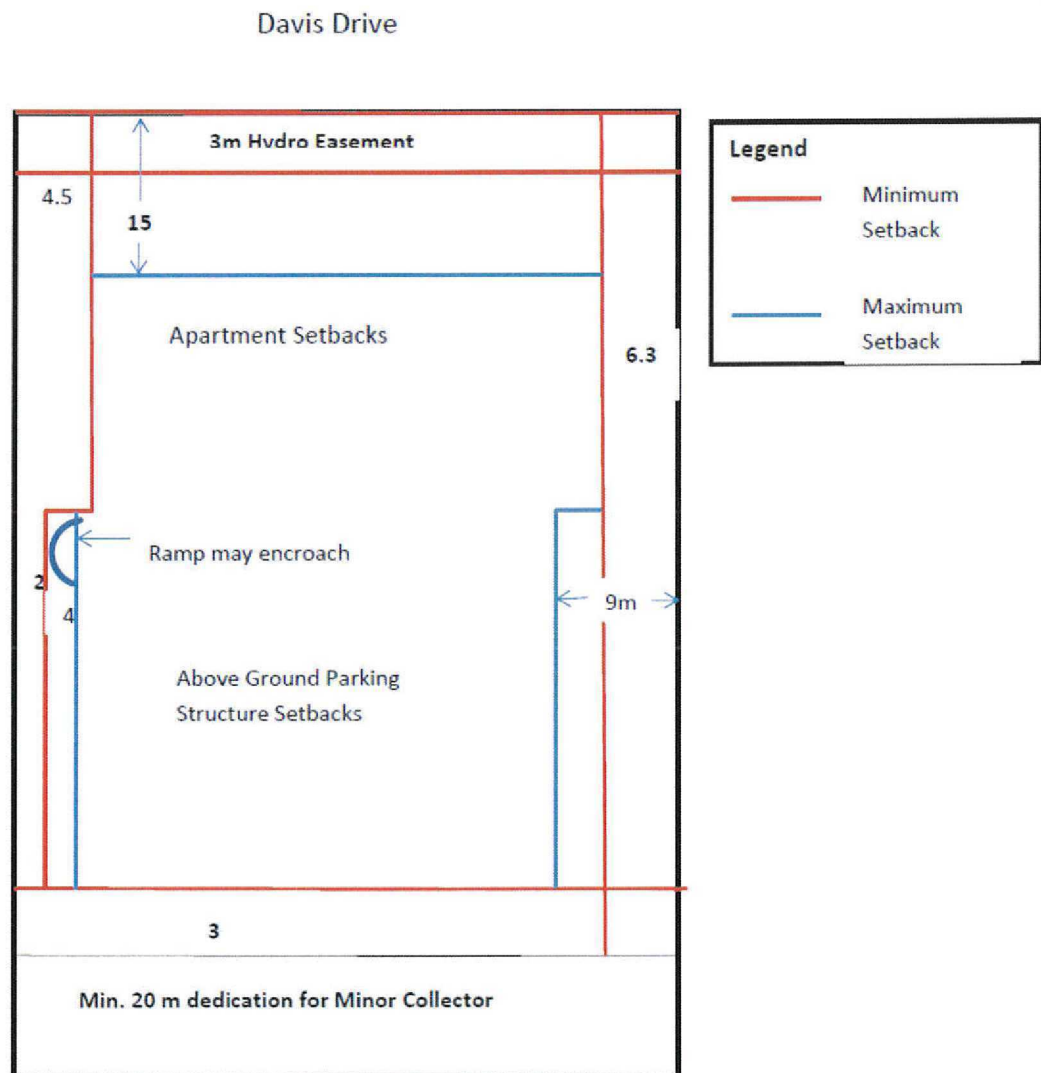 Davis Drive
3m Hydro Easement
4.5
15
Legend
Minimum
Setback
Maximum
Setback
Apartment Setbacks
6.3
Ramp may encroach
2
4
9m
Above Ground Parking
Structure Setbacks
3
Min. 20 m dedication for Minor Collector